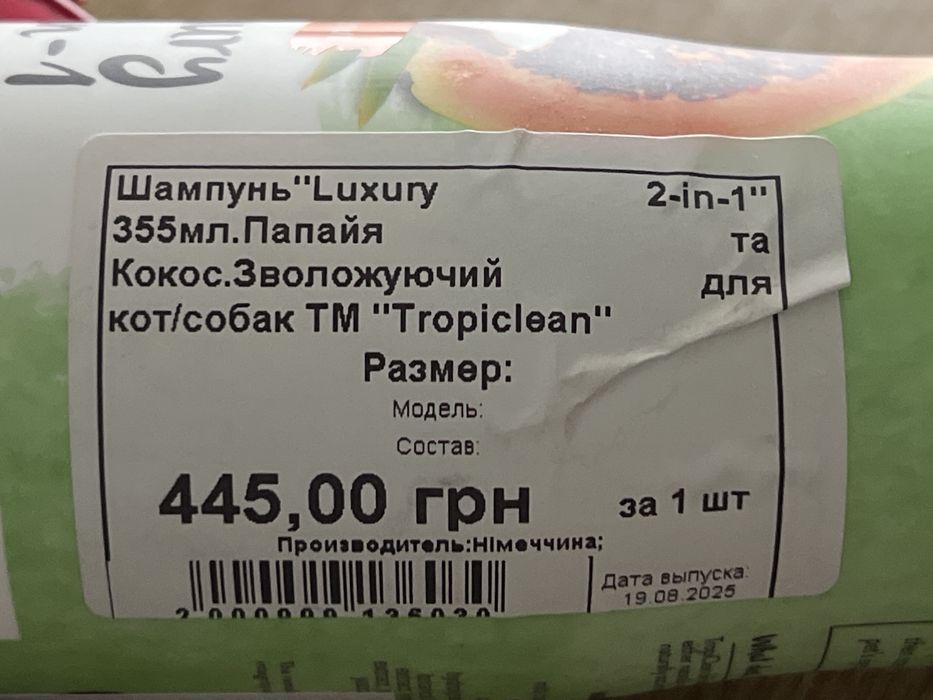 Шампунь"Luxury 2-in-1"
355мл.Папайя та
Кокос.Зволожуючий для
кот/собак ТМ "Tropiclean"
Размер:
Модель:
Состав:
445,00 грн за 1 шт
Производитель:Німеччина;
Дата выпуска:
19.08.2025